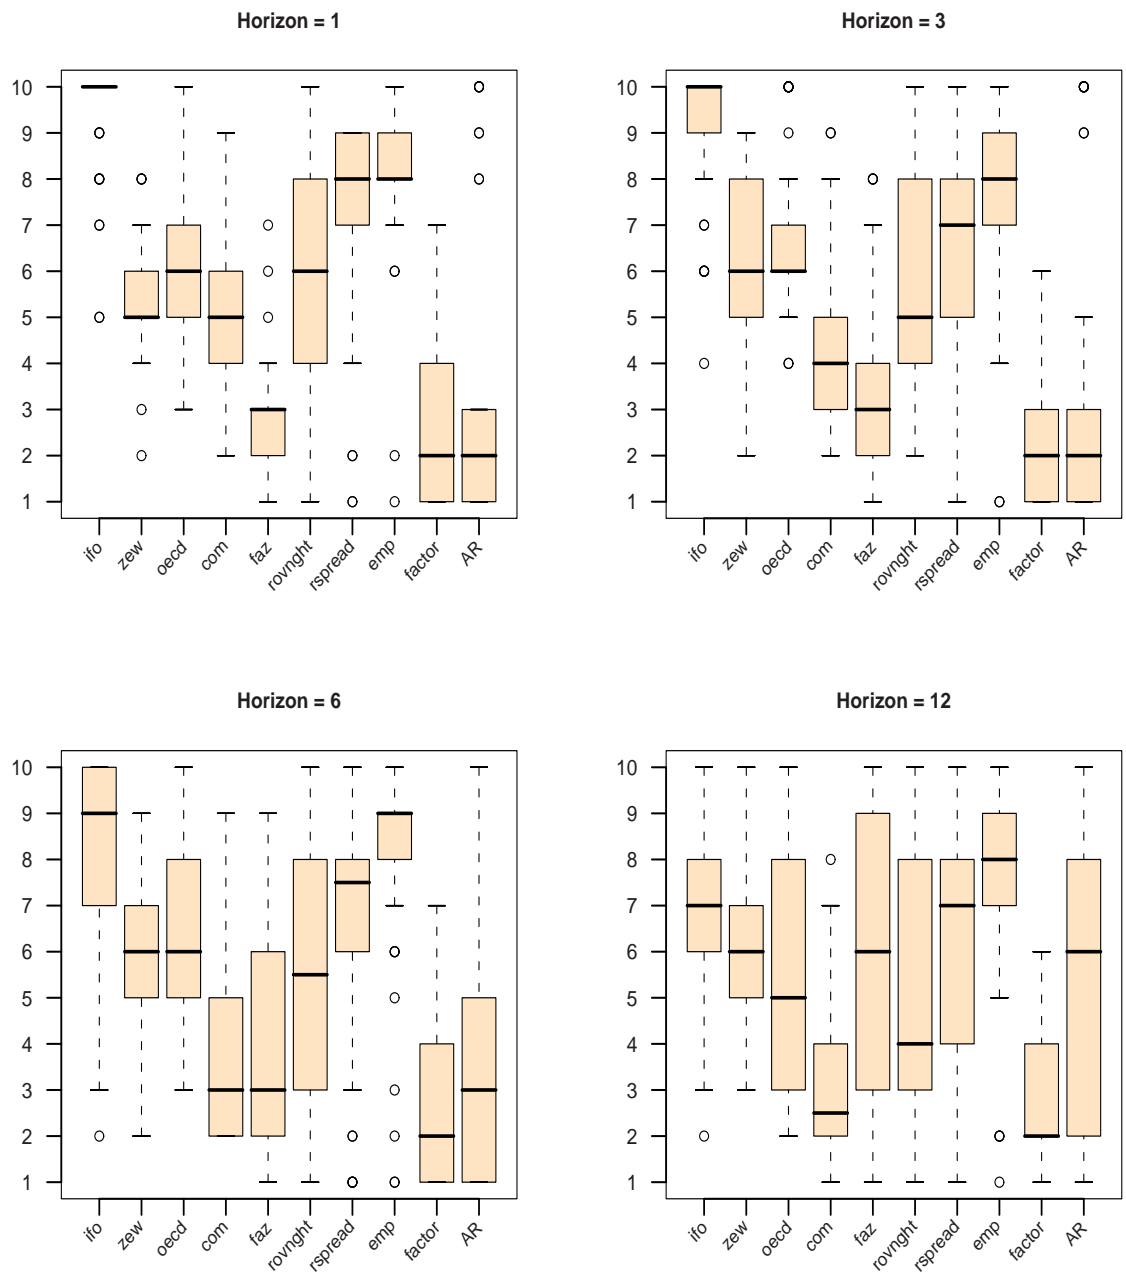 Horizon = 1
10
9
8
7
6
5
4
3
2
1
ifo
zew
oecd
com
faz
rovnght
rspread
emp
factor
AR
Horizon = 3
10
9
8
7
6
5
4
3
2
1
ifo
zew
oecd
com
faz
rovnght
rspread
emp
factor
AR
Horizon = 6
10
9
8
7
6
5
4
3
2
1
ifo
zew
oecd
com
faz
rovnght
rspread
emp
factor
AR
Horizon = 12
10
9
8
7
6
5
4
3
2
1
ifo
zew
oecd
com
faz
rovnght
rspread
emp
factor
AR